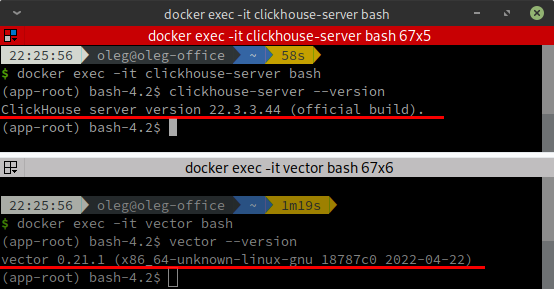 docker exec -it clickhouse-server bash
docker exec -it clickhouse-server bash 67x5
22:25:56 oleg@oleg-office ~ 58s
$ docker exec -it clickhouse-server bash
(app-root) bash-4.2$ clickhouse-server --version
ClickHouse server version 22.3.3.44 (official build).
(app-root) bash-4.2$
docker exec -it vector bash 67x6
22:25:56 oleg@oleg-office ~ 1m19s
$ docker exec -it vector bash
(app-root) bash-4.2$ vector --version
vector 0.21.1 (x86_64-unknown-linux-gnu 18787c0 2022-04-22)
(app-root) bash-4.2$